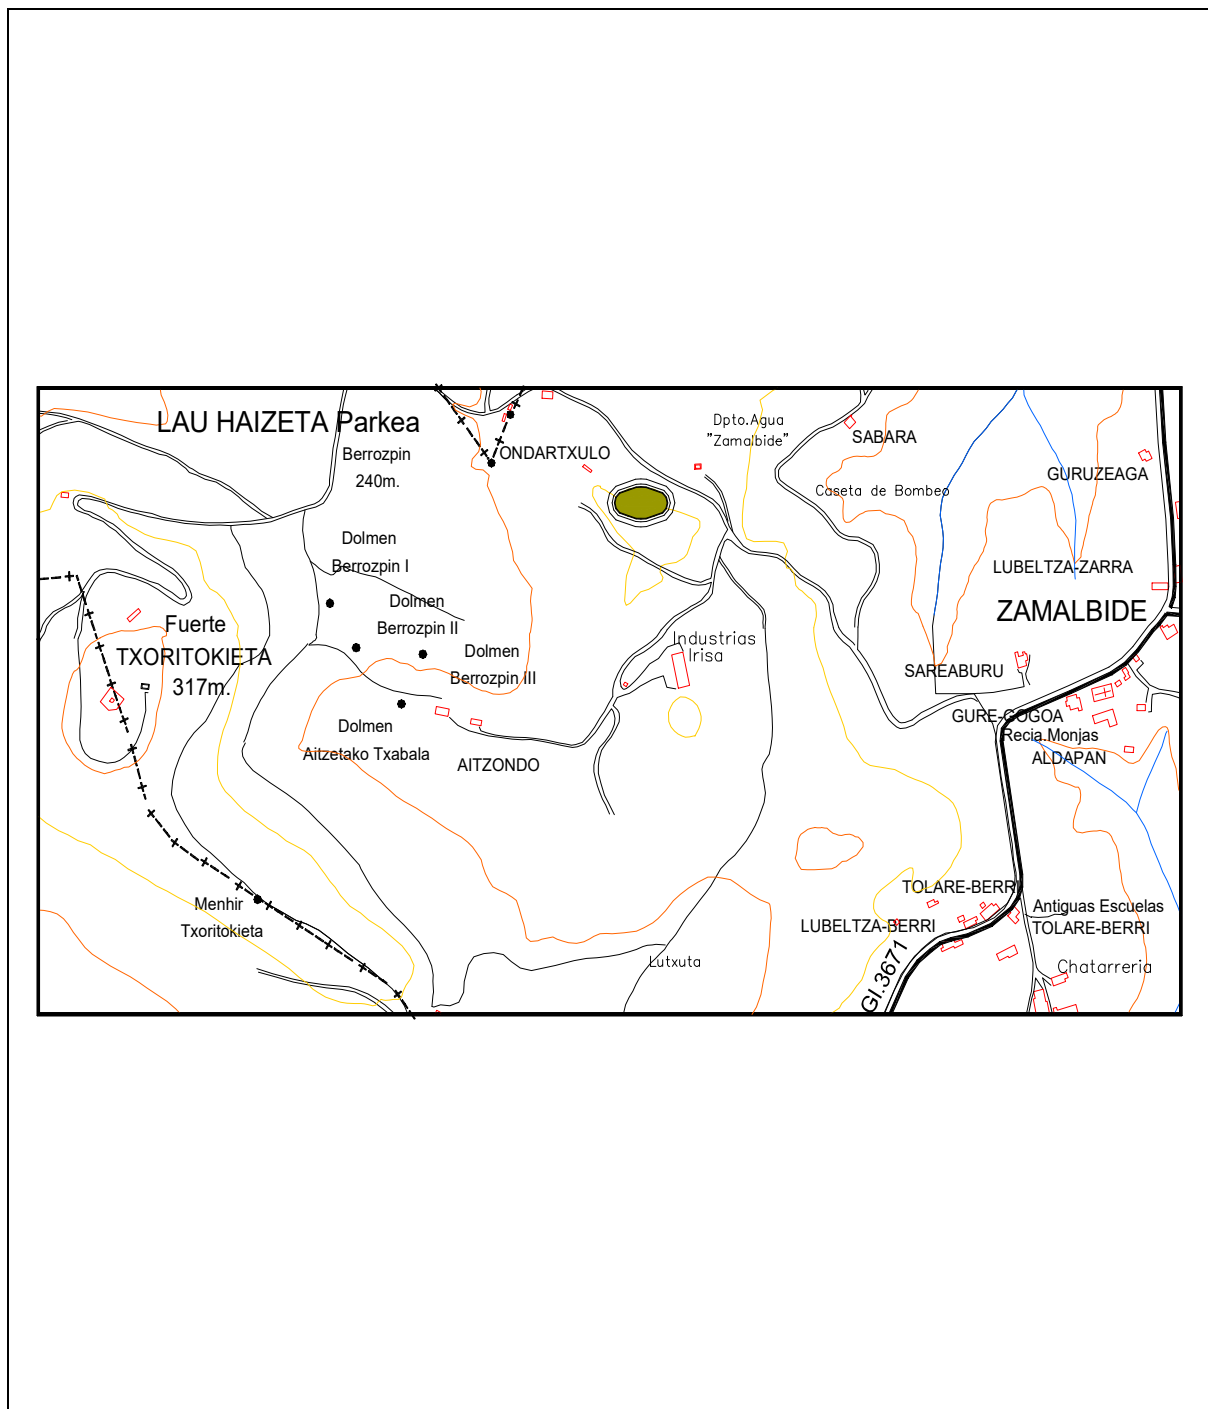 LAU HAIZETA Parkea
Berrozpin
240m.
ONDARTXULO
Dpto.Agua
"Zamalbide"
SABARA
GURUZEAGA
Caseta de Bombeo
Dolmen
Berrozpin I
Dolmen
Berrozpin II
Dolmen
Berrozpin III
LUBELTZA-ZARRA
ZAMALBIDE
Fuerte
TXORITOKIETA
317m.
Industrias
Irisa
SAREABURU
Dolmen
Aitzetako Txabala
AITZONDO
GURE-GOGOA
Recia.Monjas
ALDAPAN
Menhir
Txoritokieta
TOLARE-BERRI
LUBELTZA-BERRI
Antiguas Escuelas
TOLARE-BERRI
Lutxuta
GI.3671
Chatarreria